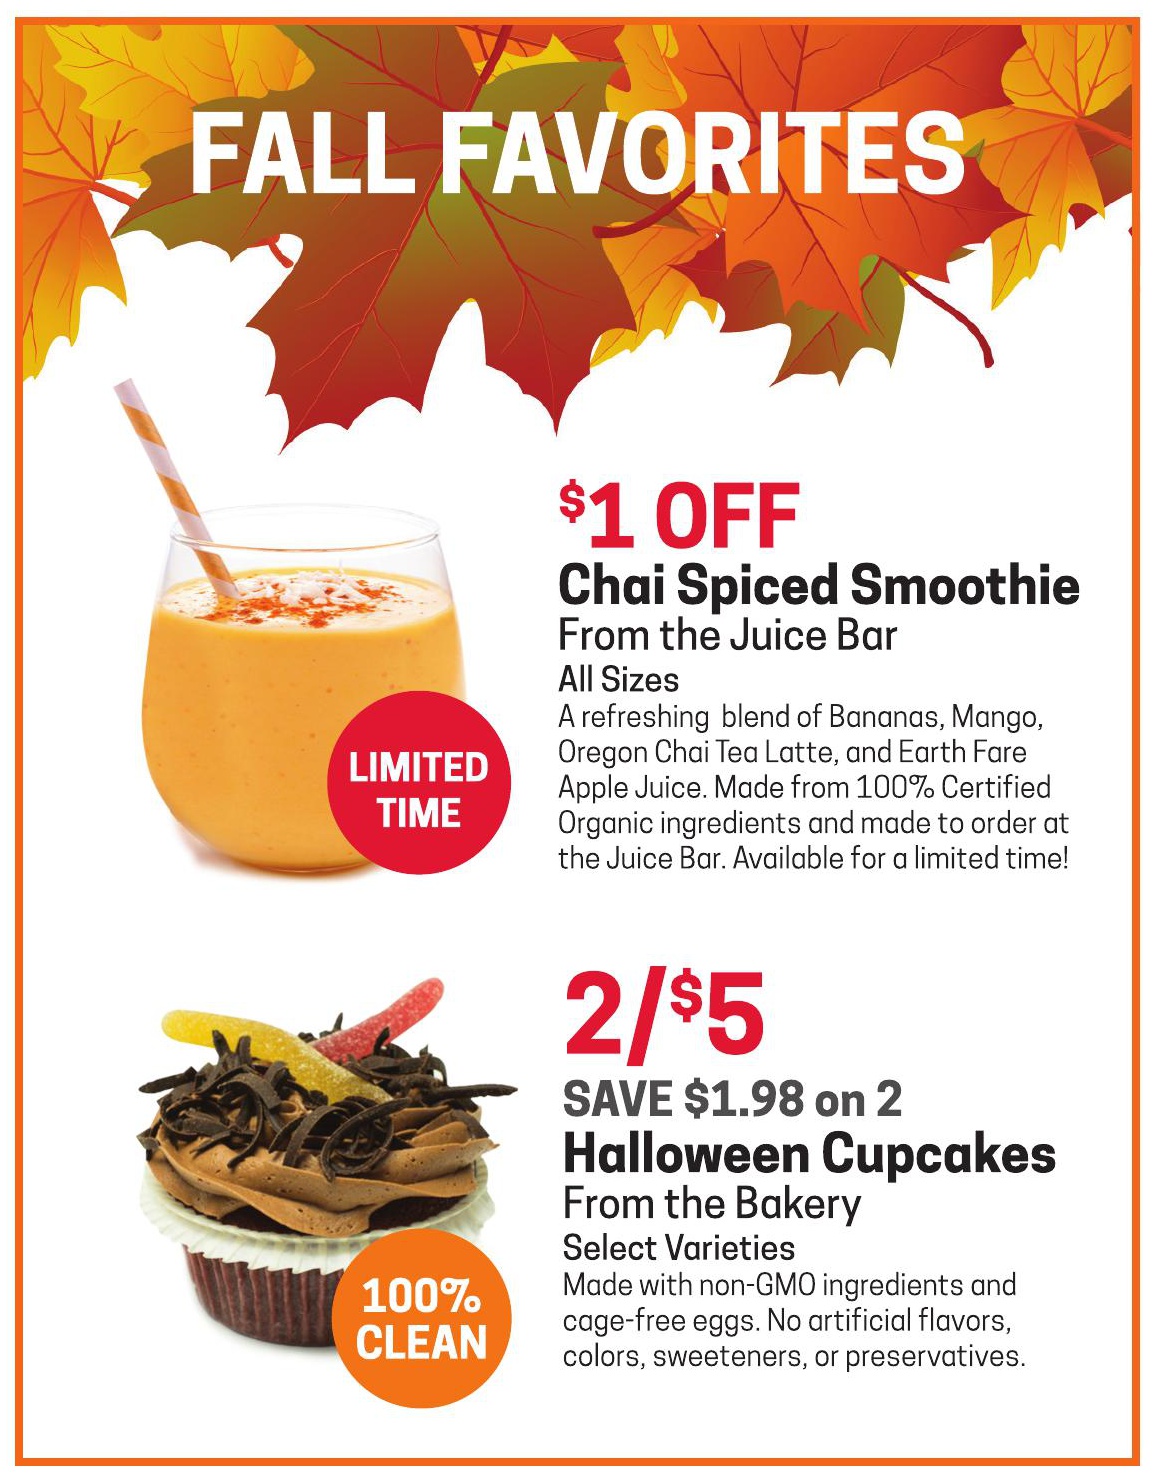 FALL FAVORITES
$1 OFF
Chai Spiced Smoothie
From the Juice Bar
All Sizes
A refreshing blend of Bananas, Mango,
Oregon Chai Tea Latte, and Earth Fare
Apple Juice. Made from 100% Certified
Organic ingredients and made to order at
the Juice Bar. Available for a limited time!
LIMITED
TIME
2/$5
SAVE $1.98 on 2
Halloween Cupcakes
From the Bakery
Select Varieties
Made with non-GMO ingredients and
cage-free eggs. No artificial flavors,
colors, sweeteners, or preservatives.
100%
CLEAN